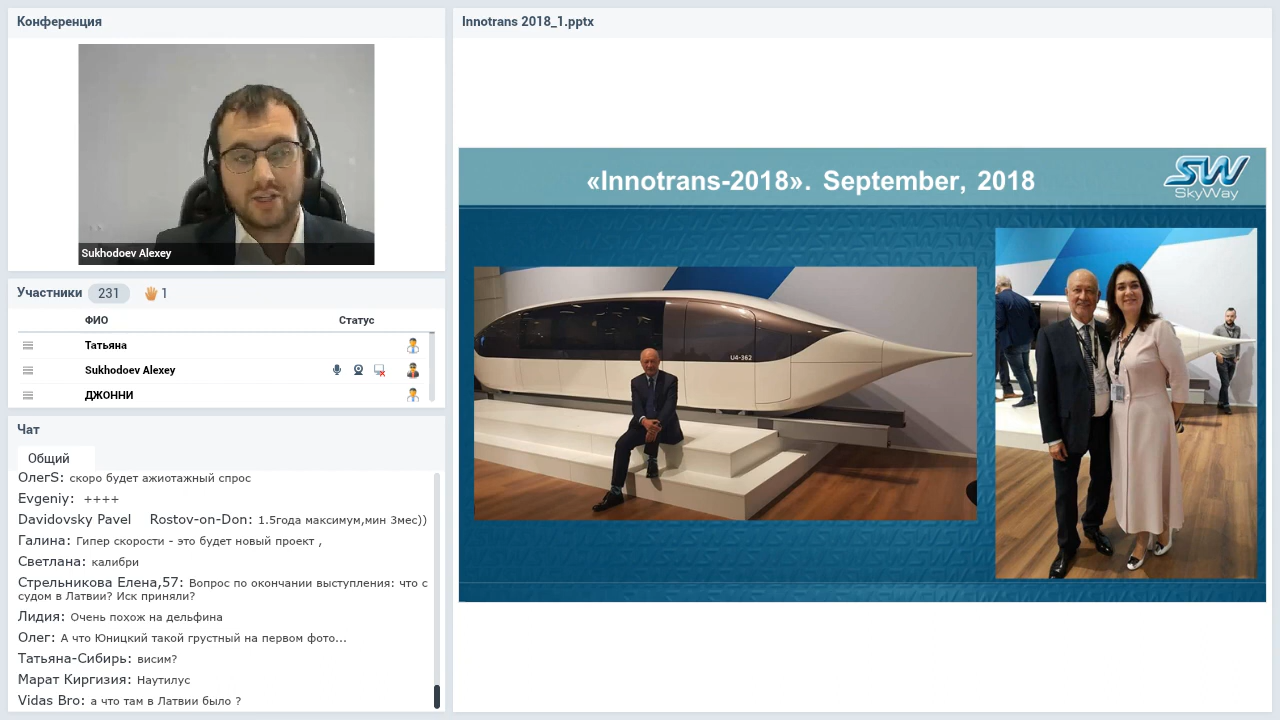 Конференция
Sukhodoev Alexey
Участники 231 1
ФИО Статус
Татьяна
Sukhodoev Alexey
ДЖОННИ
Чат
Общий
ОлегS: скоро будет ажиотажный спрос
Evgeniy: ++++
Davidovsky Pavel Rostov-on-Don: 1.5года максимум,мин 3мес))
Галина: Гипер скорости - это будет новый проект ,
Светлана: калибри
Стрельникова Елена,57: Вопрос по окончании выступления: что с
судом в Латвии? Иск приняли?
Лидия: Очень похож на дельфина
Олег: А что Юницкий такой грустный на первом фото...
Татьяна-Сибирь: висим?
Марат Киргизия: Наутилус
Vidas Bro: а что там в Латвии было ?
Innotrans 2018_1.pptx
«Innotrans-2018». September, 2018
SW
SkyWay
U4-362